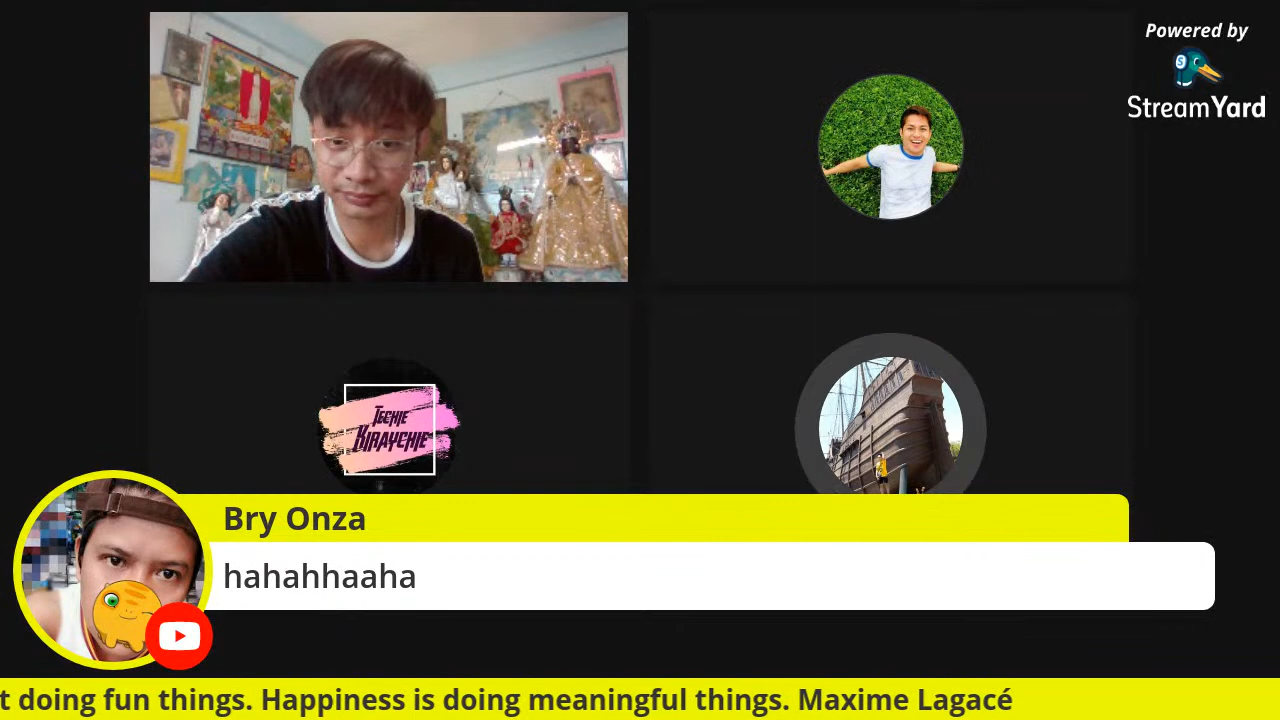 Powered by
StreamYard
TECHIE
KIRAYCHIE
Bry Onza
hahahhaaha
t doing fun things. Happiness is doing meaningful things. Maxime Lagacé